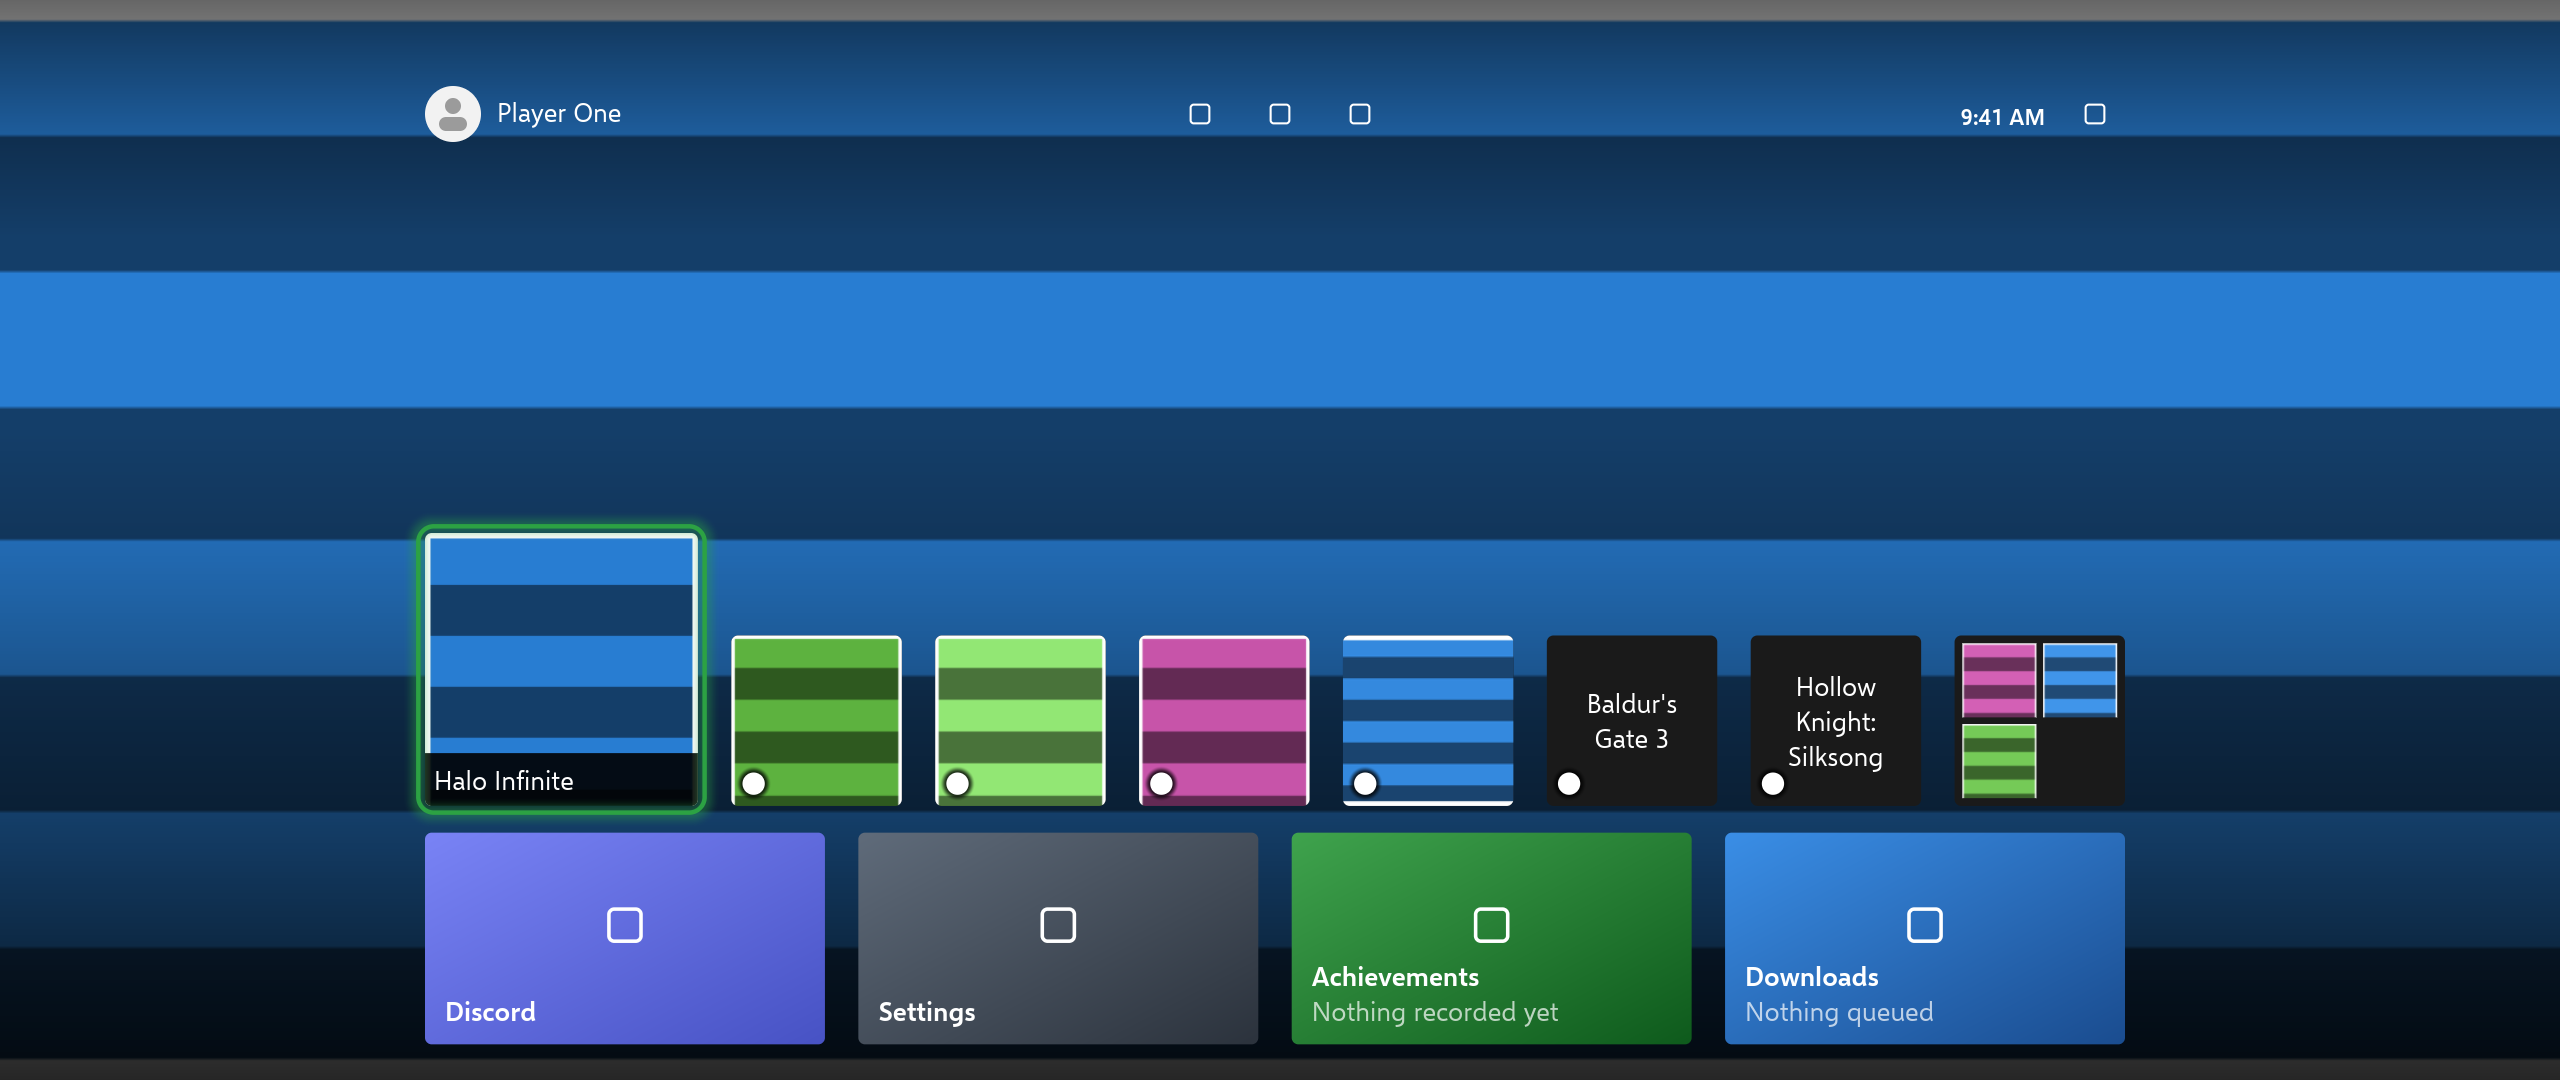 Player One
9:41 AM
Halo Infinite
Baldur's
Gate 3
Hollow
Knight:
Silksong
Discord
Settings
Achievements
Nothing recorded yet
Downloads
Nothing queued